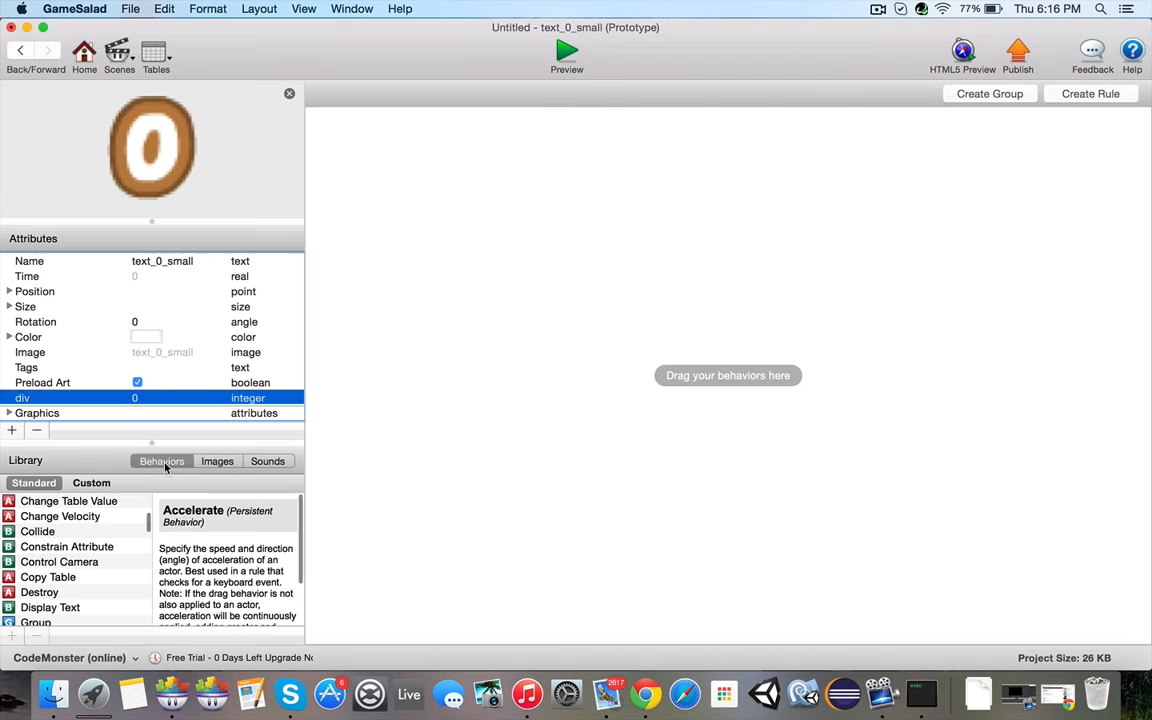 GameSalad File Edit Format Layout View Window Help 77% Thu 6:16 PM
Untitled - text_0_small (Prototype)
Back/Forward Home Scenes Tables Preview HTML5 Preview Publish Feedback Help
Create Group Create Rule
0
Attributes
Name text_0_small text
Time 0 real
Position point
Size size
Rotation 0 angle
Color color
Image text_0_small image
Tags text
Preload Art boolean
div 0 integer
Graphics attributes
Drag your behaviors here
Library Behaviors Images Sounds
Standard Custom
A Change Table Value
A Change Velocity
B Collide
B Constrain Attribute
B Control Camera
A Copy Table
A Destroy
B Display Text
G Group
Accelerate (Persistent
Behavior)
Specify the speed and direction
(angle) of acceleration of an
actor. Best used in a rule that
checks for a keyboard event.
Note: If the drag behavior is not
also applied to an actor,
acceleration will be continuously
CodeMonster (online) Free Trial - 0 Days Left Upgrade Project Size: 26 KB
6 Live 2617